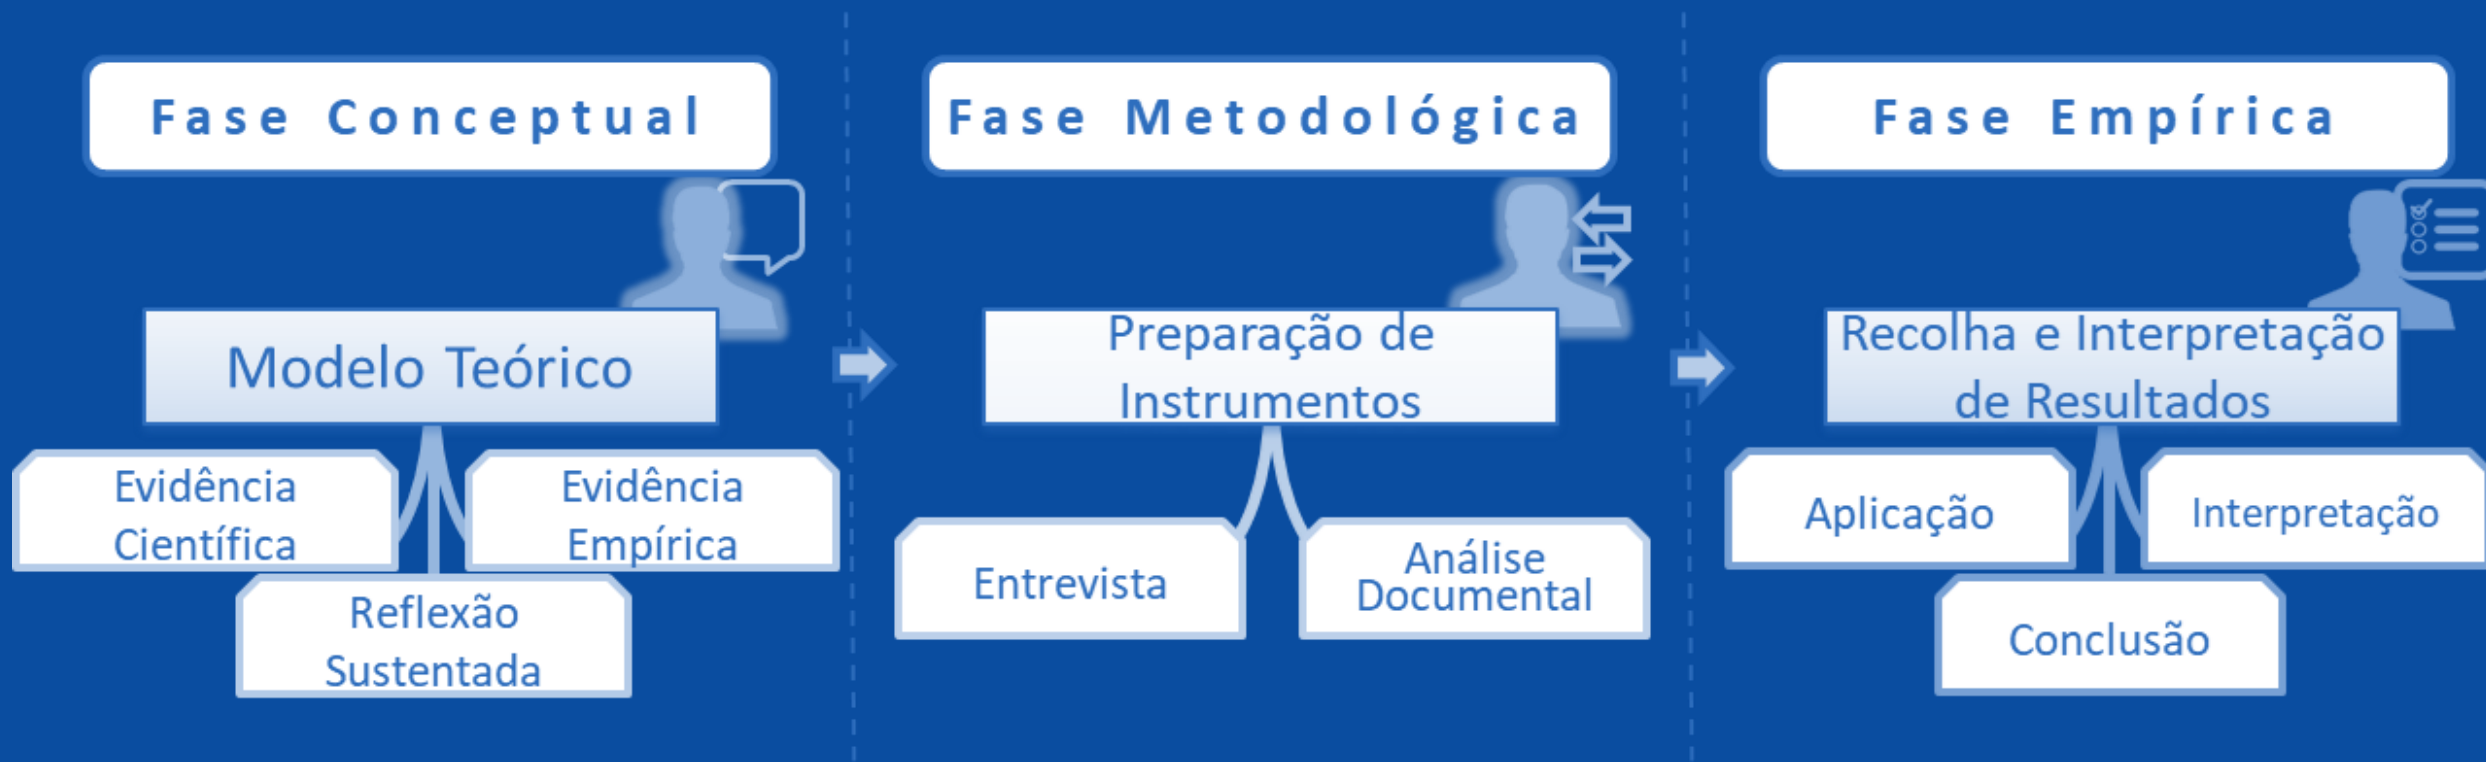 Fase Conceptual
Fase Metodológica
Fase Empírica
Modelo Teórico
Preparação de
Instrumentos
Recolha e Interpretação
de Resultados
Evidência
Científica
Evidência
Empírica
Reflexão
Sustentada
Entrevista
Análise
Documental
Aplicação
Interpretação
Conclusão